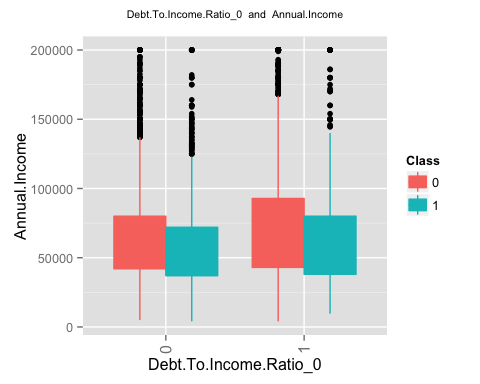 Debt.To.Income.Ratio_0 and Annual.Income
200000
150000
100000
50000
0
Annual.Income
0
1
Debt.To.Income.Ratio_0
Class
0
1